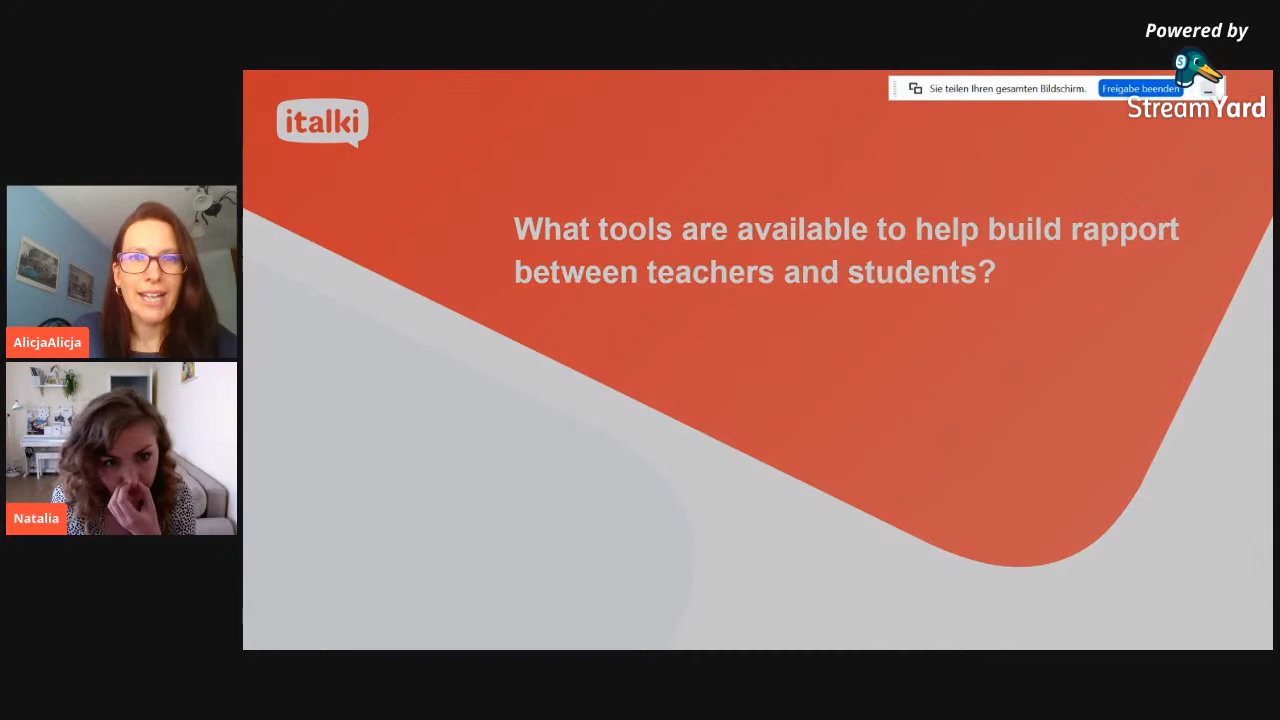 Powered by
StreamYard
Sie teilen Ihren gesamten Bildschirm. Freigabe beenden
italki
What tools are available to help build rapport
between teachers and students?
AlicjaAlicja
Natalia